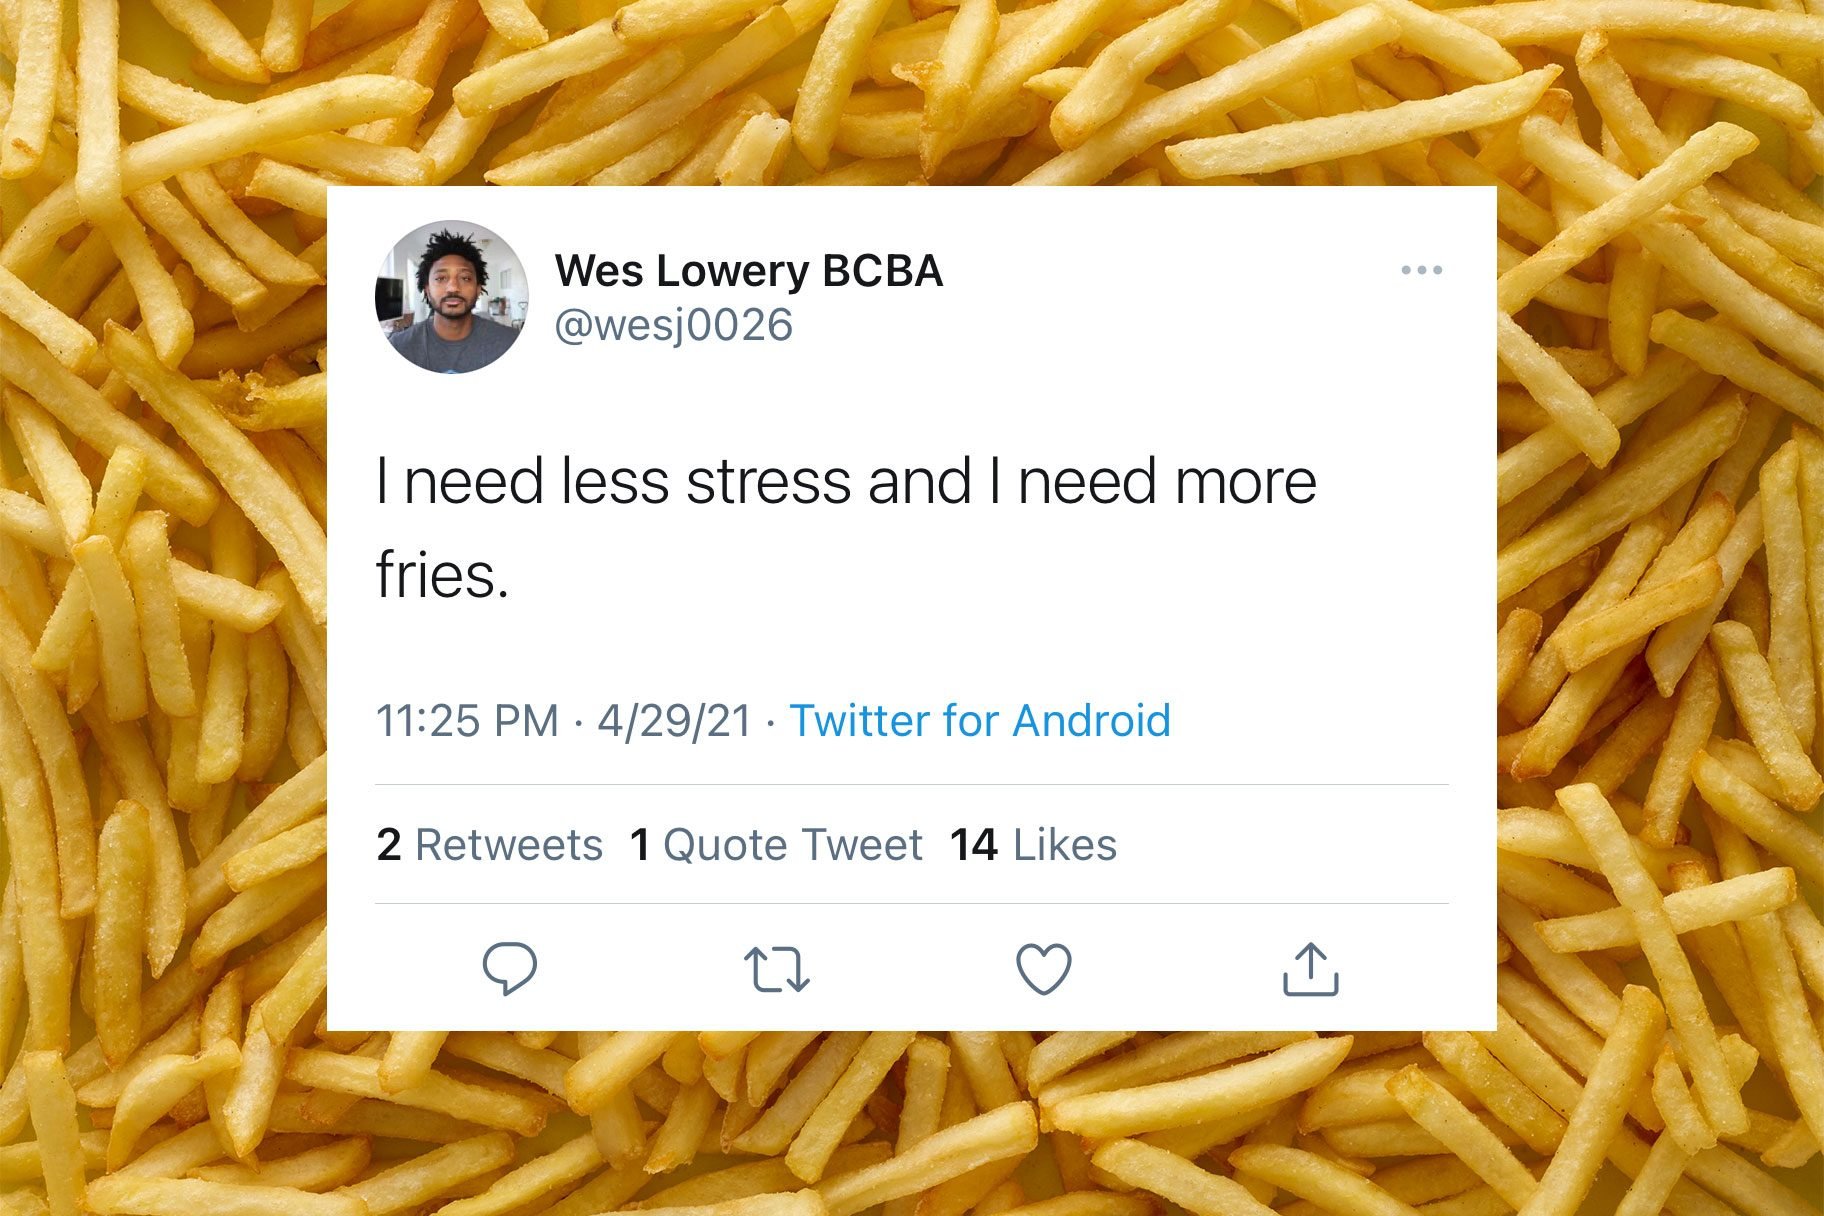 Wes Lowery BCBA
@wesj0026
I need less stress and I need more
fries.
11:25 PM · 4/29/21 · Twitter for Android
2 Retweets 1 Quote Tweet 14 Likes